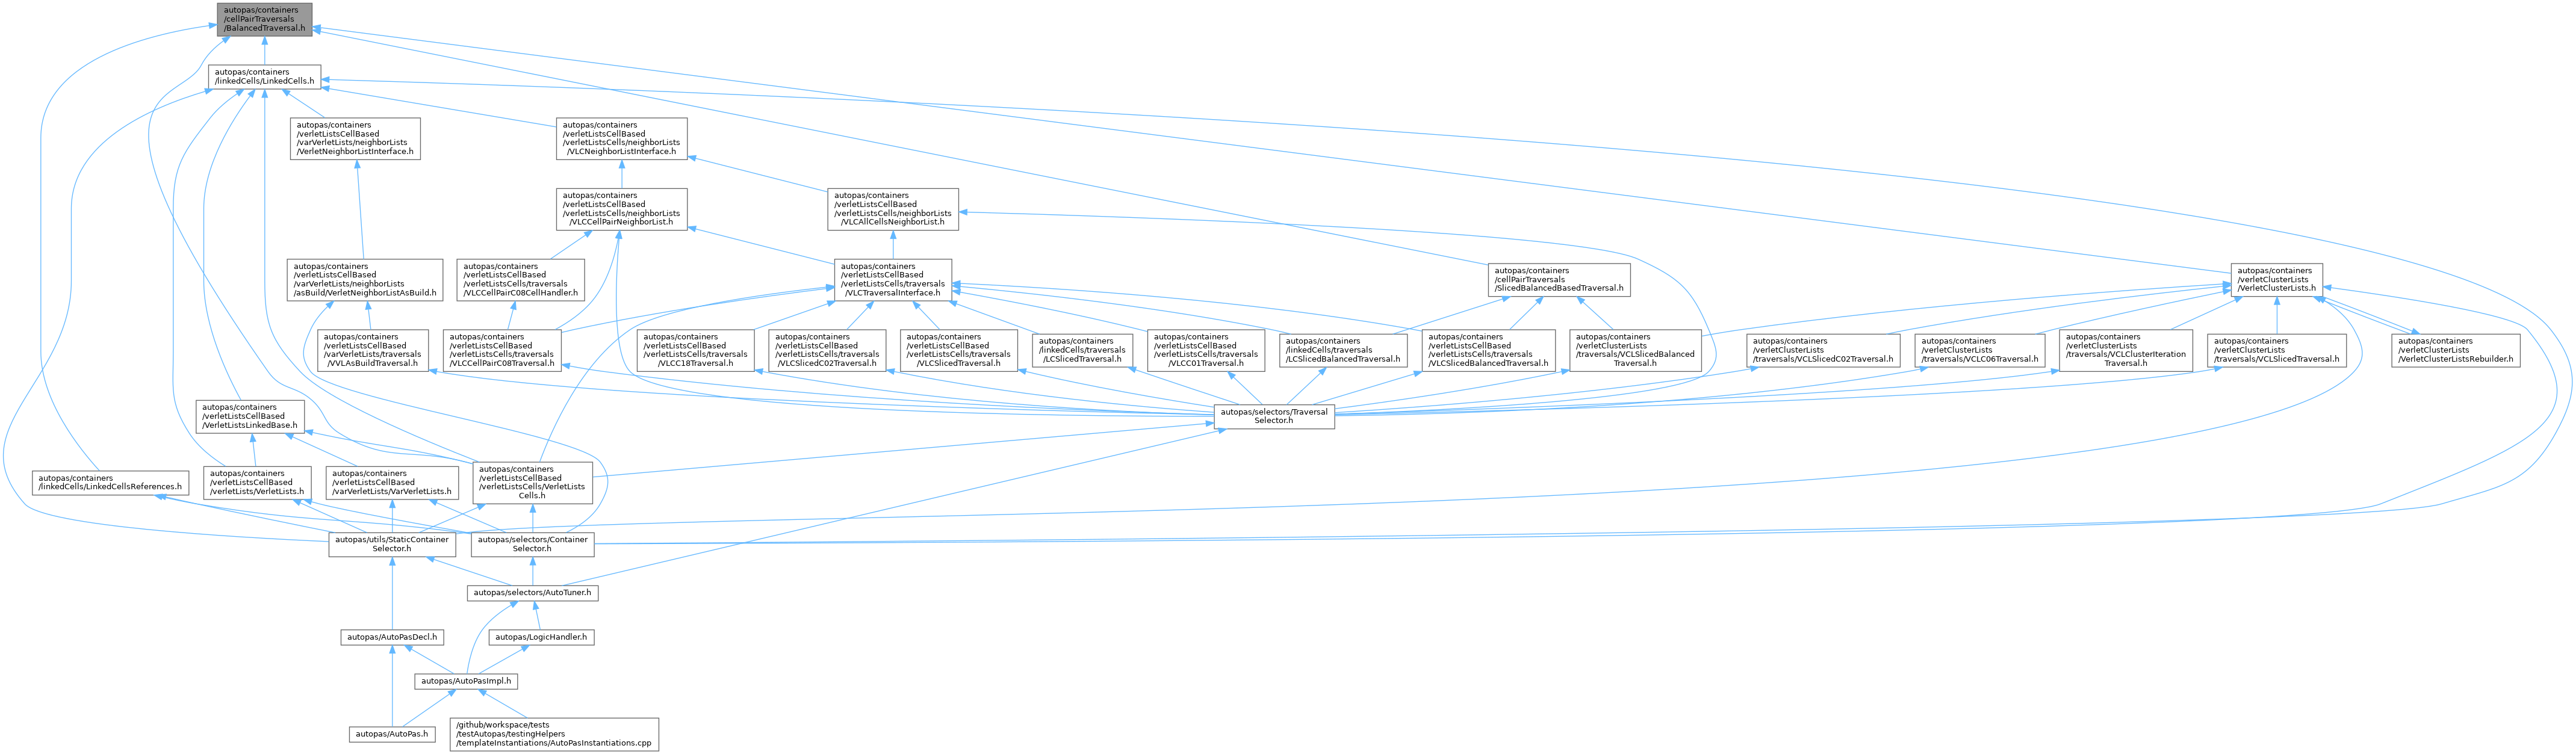 autopas/containers
/cellPairTraversals
/BalancedTraversal.h
autopas/containers
/linkedCells/LinkedCells.h
autopas/containers
/verletListsCellBased
/varVerletLists/neighborLists
/VerletNeighborListInterface.h
autopas/containers
/verletListsCellBased
/verletListsCells/neighborLists
/VLCNeighborListInterface.h
autopas/containers
/verletListsCellBased
/verletListsCells/neighborLists
/VLCCellPairNeighborList.h
autopas/containers
/verletListsCellBased
/verletListsCells/neighborLists
/VLCAllCellsNeighborList.h
autopas/containers
/verletListsCellBased
/varVerletLists/neighborLists
/asBuild/VerletNeighborListAsBuild.h
autopas/containers
/verletListsCellBased
/verletListsCells/traversals
/VLCCellPairC08CellHandler.h
autopas/containers
/verletListsCellBased
/verletListsCells/traversals
/VLCTraversalInterface.h
autopas/containers
/cellPairTraversals
/SlicedBalancedBasedTraversal.h
autopas/containers
/verletClusterLists
/VerletClusterLists.h
autopas/containers
/verletListsCellBased
/varVerletLists/traversals
/VVLAsBuildTraversal.h
autopas/containers
/verletListsCellBased
/verletListsCells/traversals
/VLCCellPairC08Traversal.h
autopas/containers
/verletListsCellBased
/verletListsCells/traversals
/VLCC18Traversal.h
autopas/containers
/verletListsCellBased
/verletListsCells/traversals
/VLCSlicedC02Traversal.h
autopas/containers
/verletListsCellBased
/verletListsCells/traversals
/VLCSlicedTraversal.h
autopas/containers
/linkedCells/traversals
/LCSlicedTraversal.h
autopas/containers
/verletListsCellBased
/verletListsCells/traversals
/VLCC01Traversal.h
autopas/containers
/linkedCells/traversals
/LCSlicedBalancedTraversal.h
autopas/containers
/verletListsCellBased
/verletListsCells/traversals
/VLCSlicedBalancedTraversal.h
autopas/containers
/verletClusterLists
/traversals/VCLSlicedBalanced
Traversal.h
autopas/containers
/verletClusterLists
/traversals/VCLSlicedC02Traversal.h
autopas/containers
/verletClusterLists
/traversals/VCLC06Traversal.h
autopas/containers
/verletClusterLists
/traversals/VCLClusterIteration
Traversal.h
autopas/containers
/verletClusterLists
/traversals/VCLSlicedTraversal.h
autopas/containers
/verletClusterLists
/VerletClusterListsRebuilder.h
autopas/containers
/verletListsCellBased
/VerletListsLinkedBase.h
autopas/selectors/Traversal
Selector.h
autopas/containers
/linkedCells/LinkedCellsReferences.h
autopas/containers
/verletListsCellBased
/verletLists/VerletLists.h
autopas/containers
/verletListsCellBased
/varVerletLists/VarVerletLists.h
autopas/containers
/verletListsCellBased
/verletListsCells/VerletLists
Cells.h
autopas/utils/StaticContainer
Selector.h
autopas/selectors/Container
Selector.h
autopas/selectors/AutoTuner.h
autopas/AutoPasDecl.h
autopas/LogicHandler.h
autopas/AutoPasImpl.h
autopas/AutoPas.h
/github/workspace/tests
/testAutopas/testingHelpers
/templateInstantiations/AutoPasInstantiations.cpp